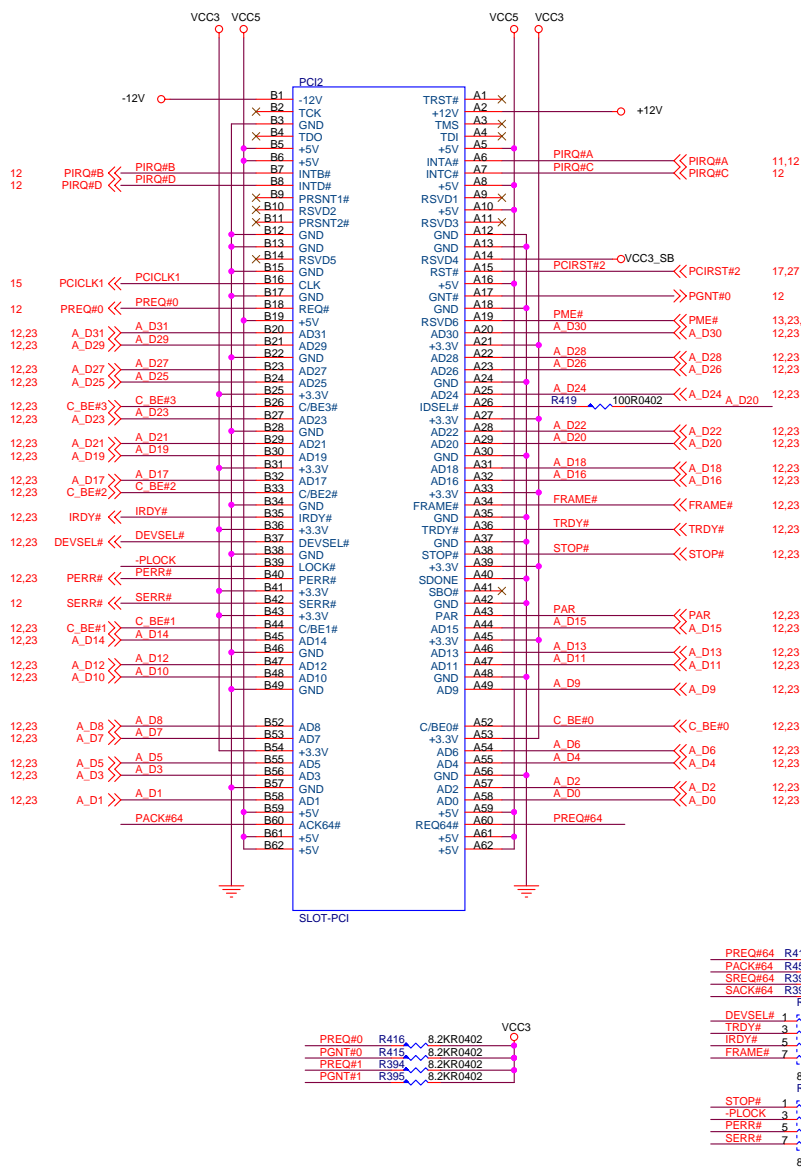 VCC3 VCC5 VCC5 VCC3
PCI2
-12V B1 -12V TRST# A1
B2 TCK +12V A2 +12V
B3 GND TMS A3
B4 TDO TDI A4
B5 +5V +5V A5
B6 +5V INTA# A6 PIRQ#A PIRQ#A 11,12
12 PIRQ#B PIRQ#B B7 INTB# INTC# A7 PIRQ#C PIRQ#C 12
12 PIRQ#D PIRQ#D B8 INTD# +5V A8
B9 PRSNT1# RSVD1 A9
B10 RSVD2 +5V A10
B11 PRSNT2# RSVD3 A11
B12 GND GND A12
B13 GND GND A13
B14 RSVD5 RSVD4 A14 VCC3_SB
B15 GND RST# A15 PCIRST#2 PCIRST#2 17,27
15 PCICLK1 PCICLK1 B16 CLK +5V A16
B17 GND GNT# A17 PGNT#0 12
12 PREQ#0 PREQ#0 B18 REQ# GND A18
B19 +5V RSVD6 A19 PME# PME# 13,23,
12,23 A_D31 A_D31 B20 AD31 AD30 A20 A_D30 A_D30 12,23
12,23 A_D29 A_D29 B21 AD29 +3.3V A21
B22 GND AD28 A22 A_D28 A_D28 12,23
12,23 A_D27 A_D27 B23 AD27 AD26 A23 A_D26 A_D26 12,23
12,23 A_D25 A_D25 B24 AD25 GND A24
B25 +3.3V AD24 A25 A_D24 A_D24 12,23
12,23 C_BE#3 C_BE#3 B26 C/BE3# IDSEL# A26 R419 100R0402 A_D20
12,23 A_D23 A_D23 B27 AD23 +3.3V A27
B28 GND AD22 A28 A_D22 A_D22 12,23
12,23 A_D21 A_D21 B29 AD21 AD20 A29 A_D20 A_D20 12,23
12,23 A_D19 A_D19 B30 AD19 GND A30
B31 +3.3V AD18 A31 A_D18 A_D18 12,23
12,23 A_D17 A_D17 B32 AD17 AD16 A32 A_D16 A_D16 12,23
12,23 C_BE#2 C_BE#2 B33 C/BE2# +3.3V A33
B34 GND FRAME# A34 FRAME# FRAME# 12,23
12,23 IRDY# IRDY# B35 IRDY# GND A35
B36 +3.3V TRDY# A36 TRDY# TRDY# 12,23
12,23 DEVSEL# DEVSEL# B37 DEVSEL# GND A37
B38 GND STOP# A38 STOP# STOP# 12,23
-PLOCK B39 LOCK# +3.3V A39
12,23 PERR# PERR# B40 PERR# SDONE A40
B41 +3.3V SBO# A41
12 SERR# SERR# B42 SERR# GND A42
B43 +3.3V PAR A43 PAR PAR 12,23
12,23 C_BE#1 C_BE#1 B44 C/BE1# AD15 A44 A_D15 A_D15 12,23
12,23 A_D14 A_D14 B45 AD14 +3.3V A45
B46 GND AD13 A46 A_D13 A_D13 12,23
12,23 A_D12 A_D12 B47 AD12 AD11 A47 A_D11 A_D11 12,23
12,23 A_D10 A_D10 B48 AD10 GND A48
B49 GND AD9 A49 A_D9 A_D9 12,23
12,23 A_D8 A_D8 B52 AD8 C/BE0# A52 C_BE#0 C_BE#0 12,23
12,23 A_D7 A_D7 B53 AD7 +3.3V A53
B54 +3.3V AD6 A54 A_D6 A_D6 12,23
12,23 A_D5 A_D5 B55 AD5 AD4 A55 A_D4 A_D4 12,23
12,23 A_D3 A_D3 B56 AD3 GND A56
B57 GND AD2 A57 A_D2 A_D2 12,23
12,23 A_D1 A_D1 B58 AD1 AD0 A58 A_D0 A_D0 12,23
B59 +5V +5V A59
PACK#64 B60 ACK64# REQ64# A60 PREQ#64
B61 +5V +5V A61
B62 +5V +5V A62
SLOT-PCI
VCC3
PREQ#0 R416 8.2KR0402
PGNT#0 R415 8.2KR0402
PREQ#1 R394 8.2KR0402
PGNT#1 R395 8.2KR0402
PREQ#64
PACK#64
SREQ#64
SACK#64
DEVSEL# 1
TRDY# 3
IRDY# 5
FRAME# 7
STOP# 1
-PLOCK 3
PERR# 5
SERR# 7